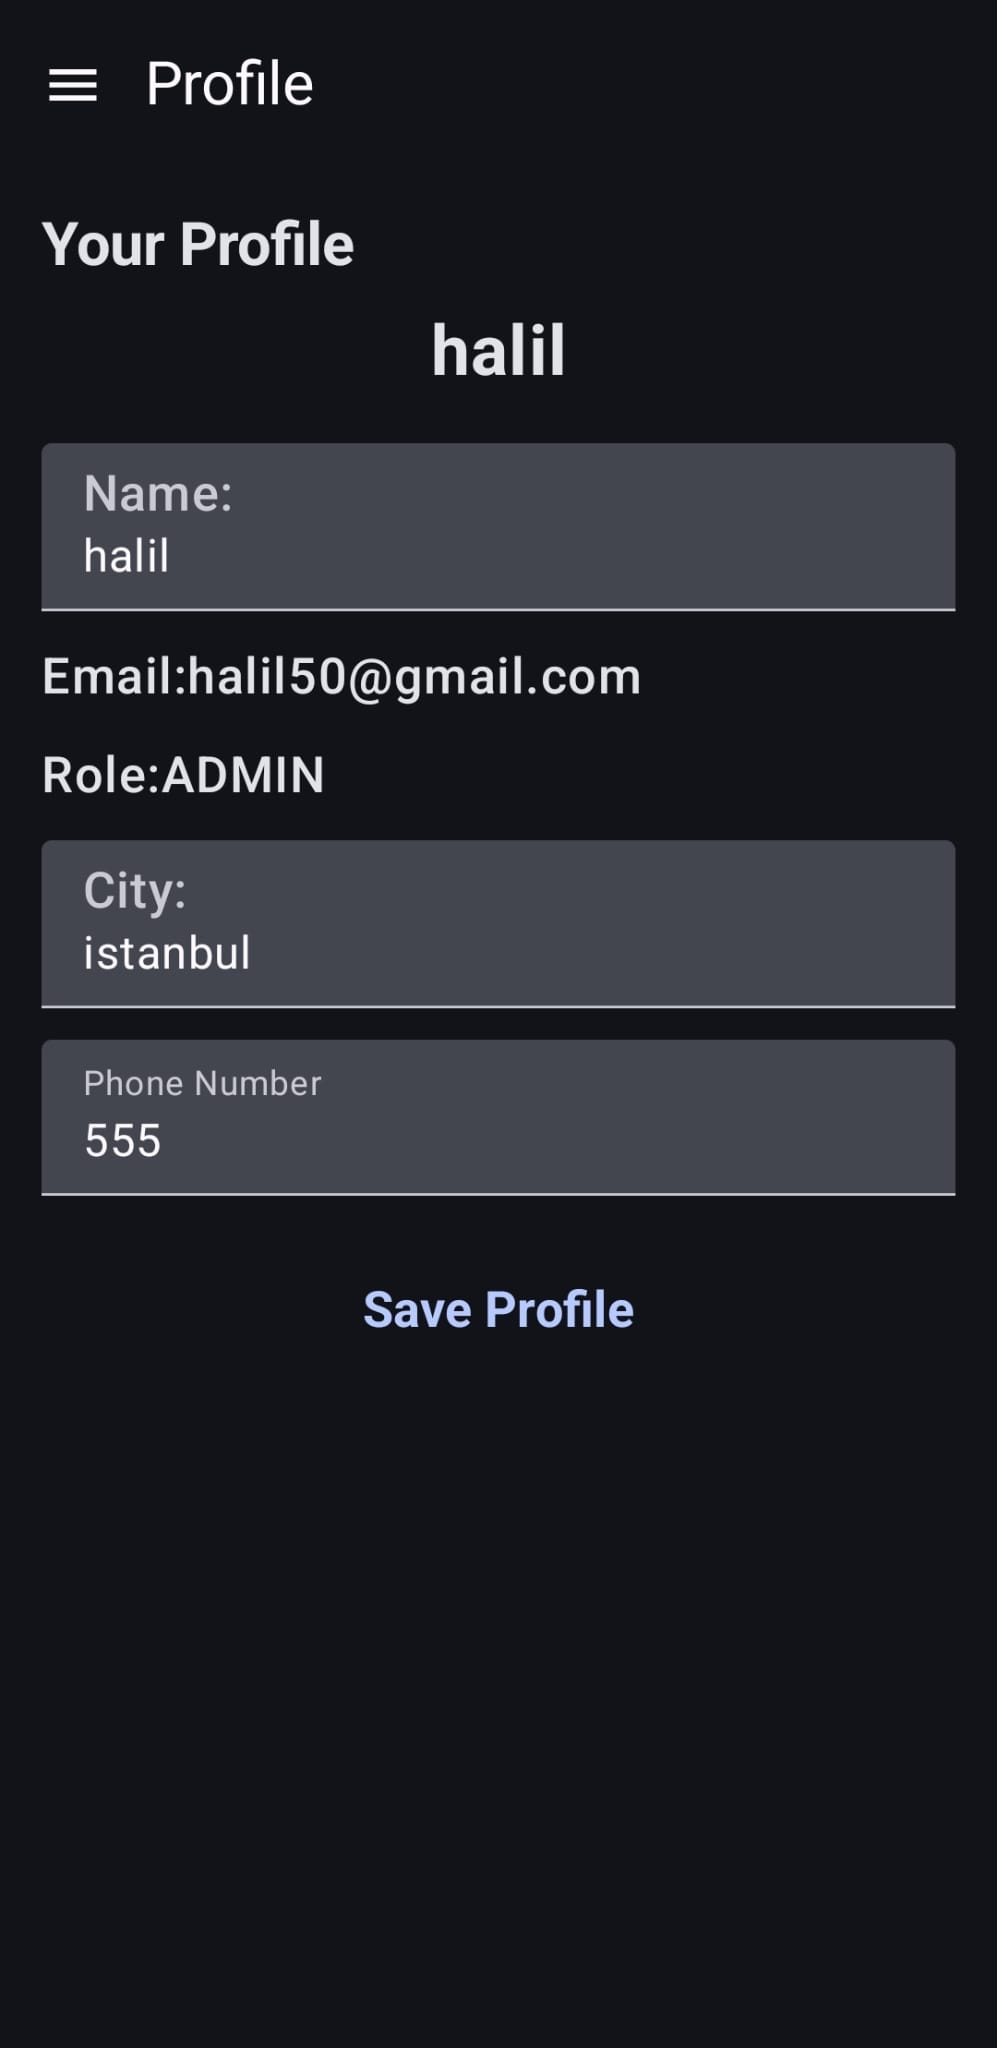 Profile
Your Profile
halil
Name:
halil
Email:halil50@gmail.com
Role:ADMIN
City:
istanbul
Phone Number
555
Save Profile